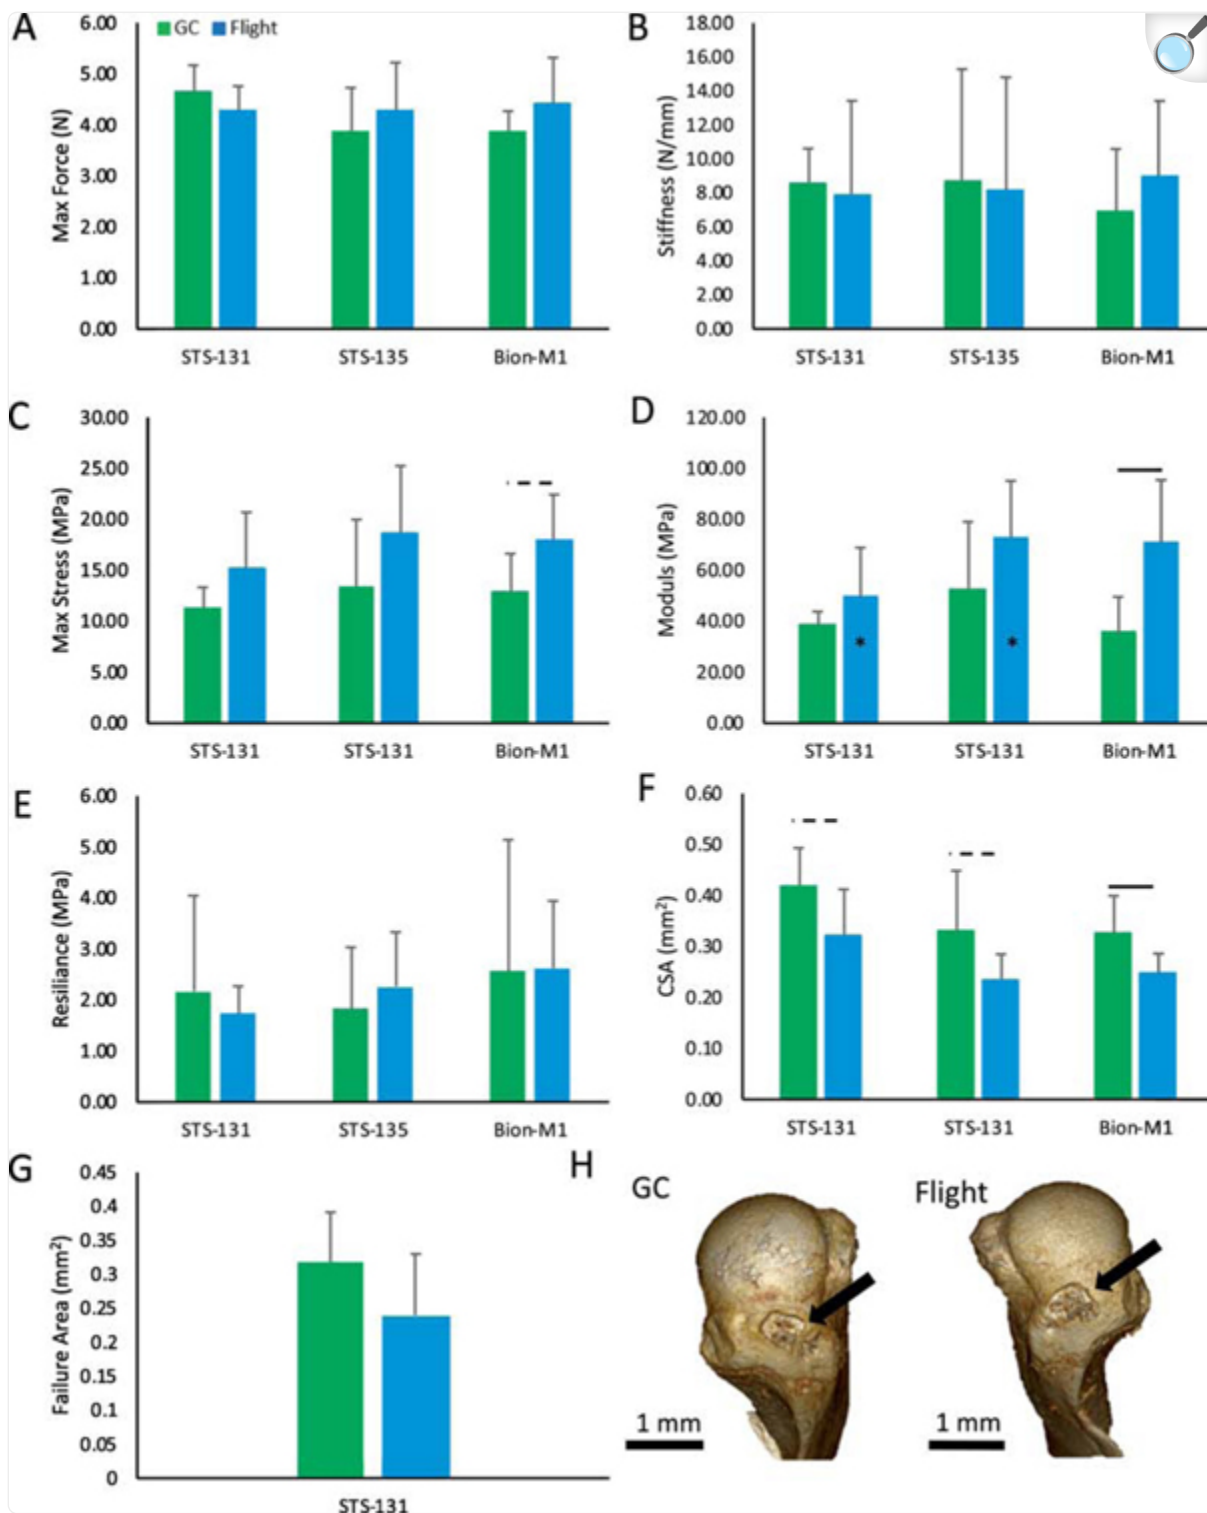 A
6.00
5.00
4.00
3.00
2.00
1.00
0.00
Max Force (N)
GC Flight
STS-131 STS-135 Bion-M1
B
18.00
16.00
14.00
12.00
10.00
8.00
6.00
4.00
2.00
0.00
Stiffness (N/mm)
STS-131 STS-135 Bion-M1
C
30.00
25.00
20.00
15.00
10.00
5.00
0.00
Max Stress (MPa)
STS-131 STS-131 Bion-M1
D
120.00
100.00
80.00
60.00
40.00
20.00
0.00
Moduls (MPa)
* *
STS-131 STS-131 Bion-M1
E
6.00
5.00
4.00
3.00
2.00
1.00
0.00
Resiliance (MPa)
STS-131 STS-135 Bion-M1
F
0.60
0.50
0.40
0.30
0.20
0.10
0.00
CSA (mm²)
STS-131 STS-131 Bion-M1
G
0.45
0.4
0.35
0.3
0.25
0.2
0.15
0.1
0.05
0
Failure Area (mm²)
STS-131
H
GC Flight
1 mm 1 mm